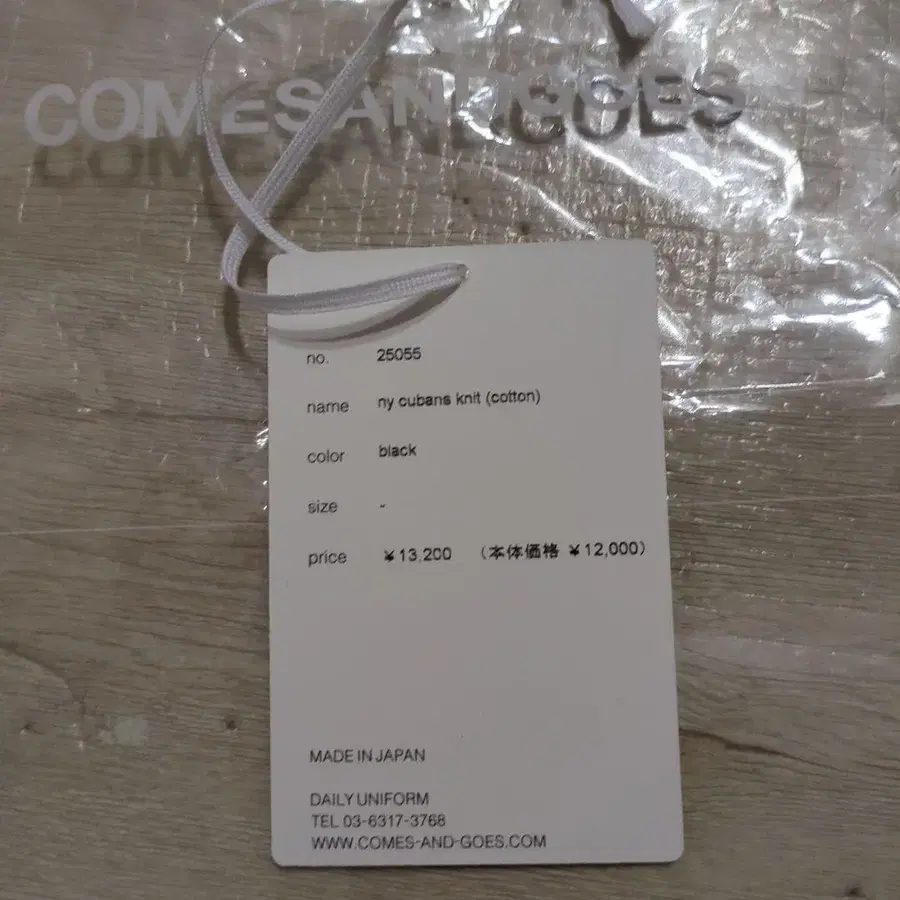 COMESANDGOES
no. 25055
name ny cubans knit (cotton)
color black
size -
price ¥13,200 (本体価格 ¥12,000)
MADE IN JAPAN
DAILY UNIFORM
TEL 03-6317-3768
WWW.COMES-AND-GOES.COM